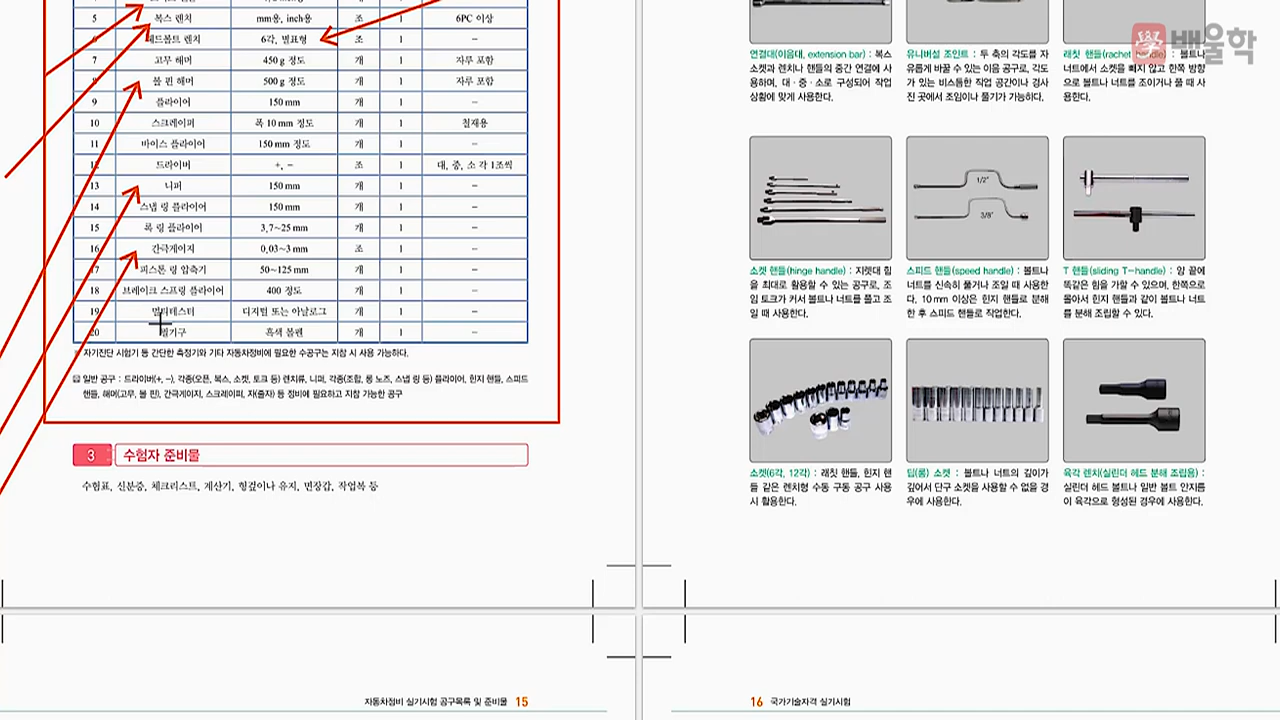 5 복스 렌치 mm용, inch용 조 1 6PC 이상
헤드볼트 렌치 6각, 별표형 조 1 –
7 고무 해머 450 g 정도 개 1 자루 포함
볼 핀 해머 500 g 정도 개 1 자루 포함
9 플라이어 150 mm 개 1 –
10 스크레이퍼 폭 10 mm 정도 개 1 철재용
11 바이스 플라이어 150 mm 정도 개 1 –
12 드라이버 +, – 조 1 대, 중, 소 각 1조씩
13 니퍼 150 mm 개 1 –
14 스냅 링 플라이어 150 mm 개 1 –
15 록 링 플라이어 3,7~25 mm 개 1 –
16 간극게이지 0,03~3 mm 조 1 –
17 피스톤 링 압축기 50~125 mm 개 1 –
18 브레이크 스프링 플라이어 400 정도 개 1 –
19 멀티테스터 디지털 또는 아날로그 개 1 –
20 필기구 흑색 볼펜 개 1 –
※ 자기진단 시험기 등 간단한 측정기와 기타 자동차정비에 필요한 수공구는 지참 시 사용 가능하다.
일반 공구 : 드라이버(+, –), 각종(오픈, 복스, 소켓, 토크 등) 렌치류, 니퍼, 각종(조합, 롱 노즈, 스냅 링 등) 플라이어, 힌지 핸들, 스피드
핸들, 해머(고무, 볼 핀), 간극게이지, 스크레이퍼, 자(줄자) 등 정비에 필요하고 지참 가능한 공구
3 수험자 준비물
수험표, 신분증, 체크리스트, 계산기, 헝겊이나 유지, 면장갑, 작업복 등
자동차정비 실기시험 공구목록 및 준비물 15
學 배울학
연결대(이음대, extension bar) : 복스
소켓과 렌치나 핸들의 중간 연결에 사
용하며, 대 · 중 · 소로 구성되어 작업
상황에 맞게 사용한다.
유니버설 조인트 : 두 축의 각도를 자
유롭게 바꿀 수 있는 이음 공구로, 각도
가 있는 비스듬한 작업 공간이나 경사
진 곳에서 조임이나 풀기가 가능하다.
래칫 핸들(rachet handle) : 볼트나
너트에서 소켓을 빼지 않고 한쪽 방향
으로 볼트나 너트를 조이거나 풀 때 사
용한다.
1/2"
3/8"
소켓 핸들(hinge handle) : 지렛대 힘
을 최대로 활용할 수 있는 공구로, 조
임 토크가 커서 볼트나 너트를 풀고 조
일 때 사용한다.
스피드 핸들(speed handle) : 볼트나
너트를 신속히 풀거나 조일 때 사용한
다. 10 mm 이상은 힌지 핸들로 분해
한 후 스피드 핸들로 작업한다.
T 핸들(sliding T-handle) : 양 끝에
똑같은 힘을 가할 수 있으며, 한쪽으로
몰아서 힌지 핸들과 같이 볼트나 너트
를 분해 조립할 수 있다.
소켓(6각, 12각) : 래칫 핸들, 힌지 핸
들 같은 렌치형 수동 구동 공구 사용
시 활용한다.
딥(롱) 소켓 : 볼트나 너트의 길이가
깊어서 단구 소켓을 사용할 수 없을 경
우에 사용한다.
육각 렌치(실린더 헤드 분해 조립용) :
실린더 헤드 볼트나 일반 볼트 안지름
이 육각으로 형성된 경우에 사용한다.
16 국가기술자격 실기시험